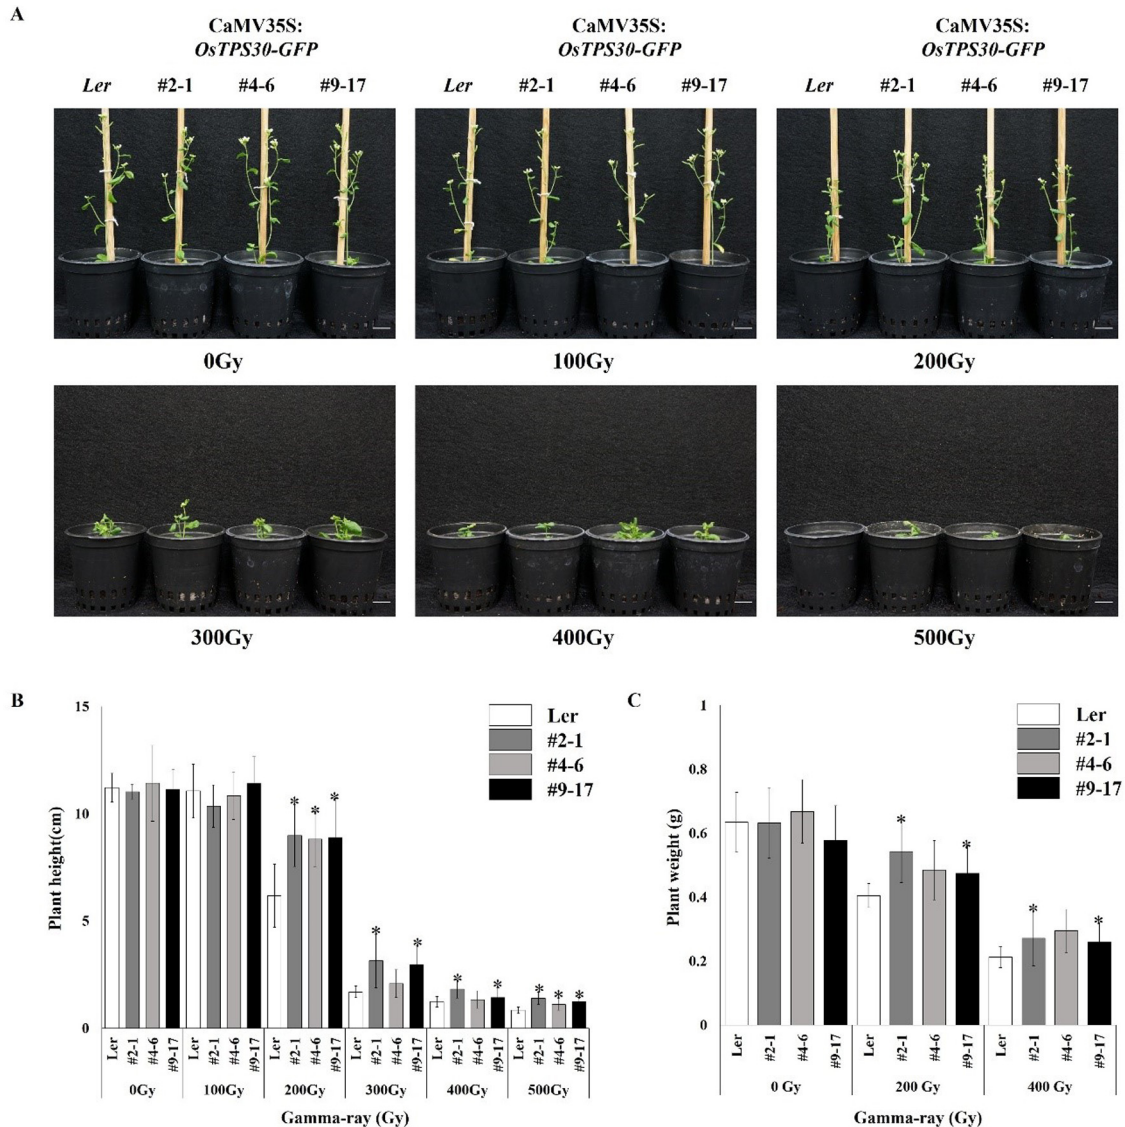 A
CaMV35S:
OsTPS30-GFP
CaMV35S:
OsTPS30-GFP
CaMV35S:
OsTPS30-GFP
Ler #2-1 #4-6 #9-17
Ler #2-1 #4-6 #9-17
Ler #2-1 #4-6 #9-17
0Gy
100Gy
200Gy
300Gy
400Gy
500Gy
B
Plant height(cm)
15
10
5
0
Ler
#2-1
#4-6
#9-17
* * *
* *
* *
* * *
Ler #2-1 #4-6 #9-17 Ler #2-1 #4-6 #9-17 Ler #2-1 #4-6 #9-17 Ler #2-1 #4-6 #9-17 Ler #2-1 #4-6 #9-17 Ler #2-1 #4-6 #9-17
0Gy 100Gy 200Gy 300Gy 400Gy 500Gy
Gamma-ray (Gy)
C
Plant weight (g)
1
0.8
0.6
0.4
0.2
0
Ler
#2-1
#4-6
#9-17
* *
* *
Ler #2-1 #4-6 #9-17 Ler #2-1 #4-6 #9-17 Ler #2-1 #4-6 #9-17
0 Gy 200 Gy 400 Gy
Gamma-ray (Gy)